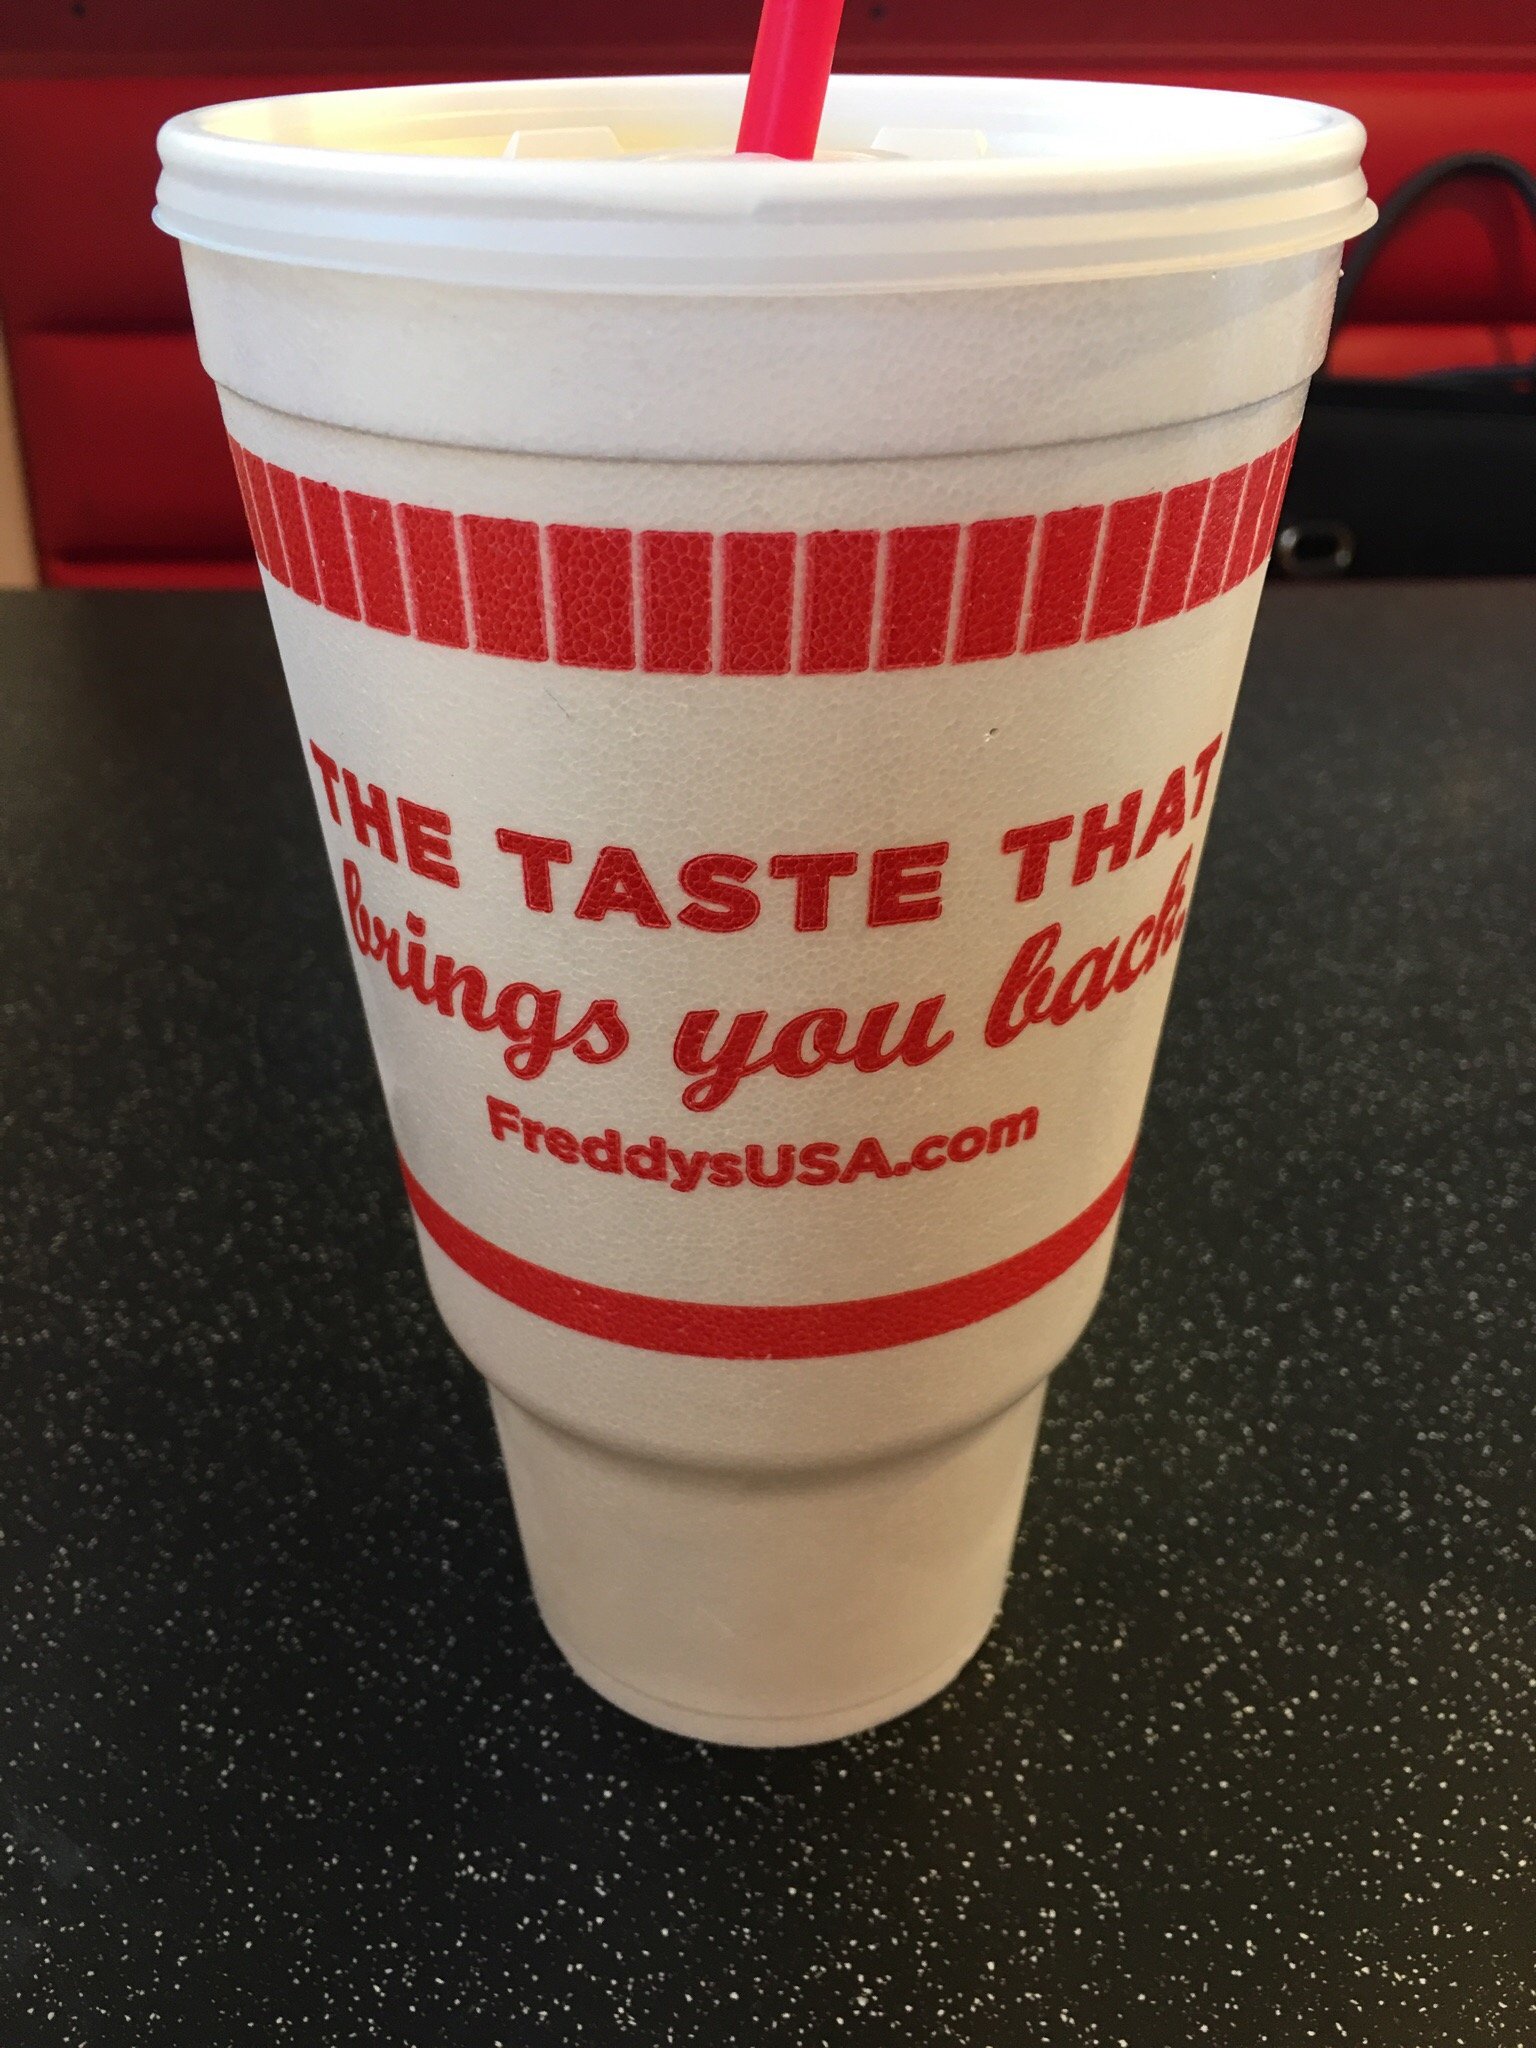 THE TASTE THAT
brings you back.
FreddysUSA.com